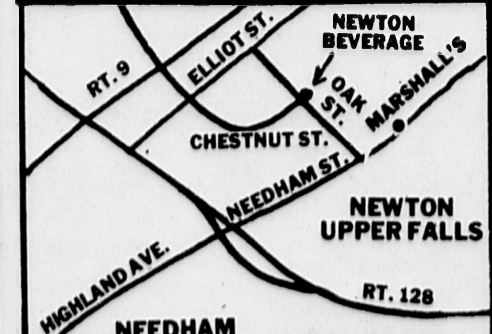 NEWTON
BEVERAGE
ELLIOT ST.
RT. 9
OAK
ST.
MARSHALL'S
CHESTNUT ST.
NEEDHAM ST.
NEWTON
UPPER FALLS
HIGHLAND AVE.
RT. 128
NEEDHAM